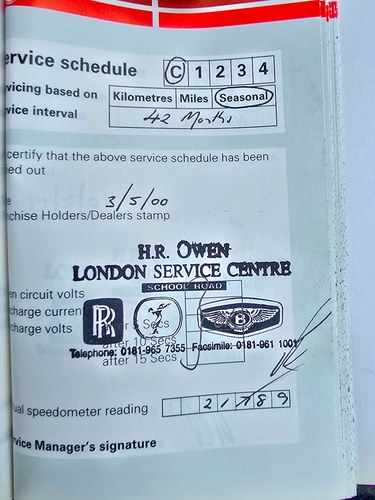 ervice schedule C 1 2 3 4
vicing based on Kilometres Miles Seasonal
vice interval 42 Months
certify that the above service schedule has been
ed out
e 3/5/00
nchise Holders/Dealers stamp
H.R. OWEN
LONDON SERVICE CENTRE
SCHOOL ROAD
en circuit volts
charge curren
charge volts
RR
B
after 5 Secs
Telephone: 0181-965 7355 Facsimile: 0181-961 1001
after 10 Secs
after 15 Secs
ual speedometer reading 2 1 7 8 9
vice Manager's signature